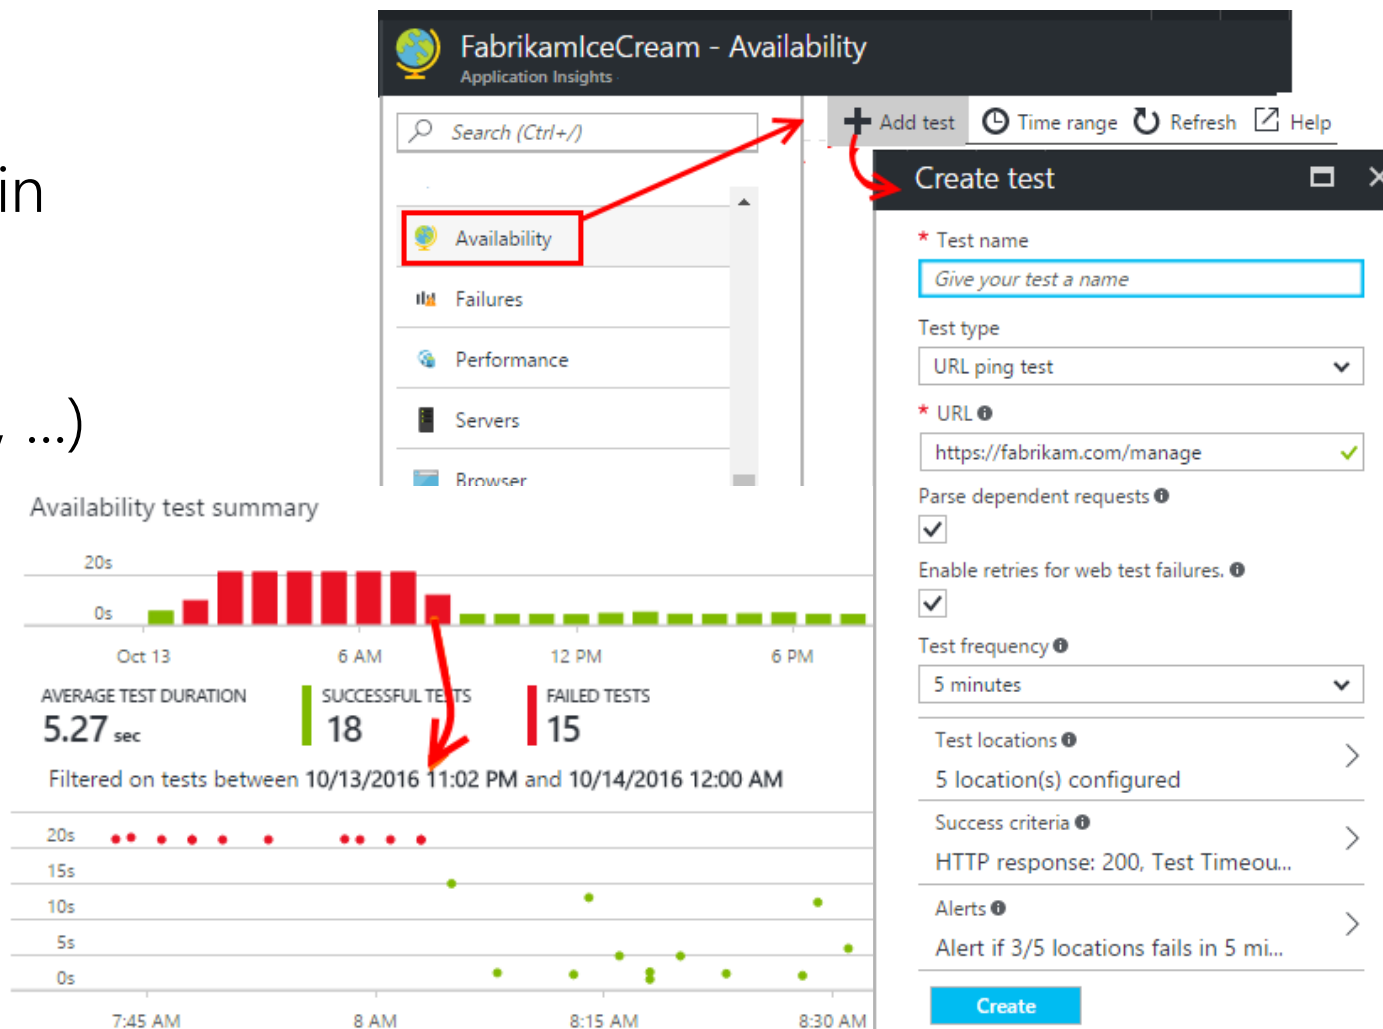 in
, ...)
FabrikamIceCream - Availability
Application Insights
Search (Ctrl+/)
Availability
Failures
Performance
Servers
Browser
Add test
Time range
Refresh
Help
Create test
* Test name
Give your test a name
Test type
URL ping test
* URL
https://fabrikam.com/manage
Parse dependent requests
Enable retries for web test failures.
Test frequency
5 minutes
Test locations
5 location(s) configured
Success criteria
HTTP response: 200, Test Timeou...
Alerts
Alert if 3/5 locations fails in 5 mi...
Create
Availability test summary
20s
0s
Oct 13
6 AM
12 PM
6 PM
AVERAGE TEST DURATION
5.27 sec
SUCCESSFUL TESTS
18
FAILED TESTS
15
Filtered on tests between 10/13/2016 11:02 PM and 10/14/2016 12:00 AM
20s
15s
10s
5s
0s
7:45 AM
8 AM
8:15 AM
8:30 AM